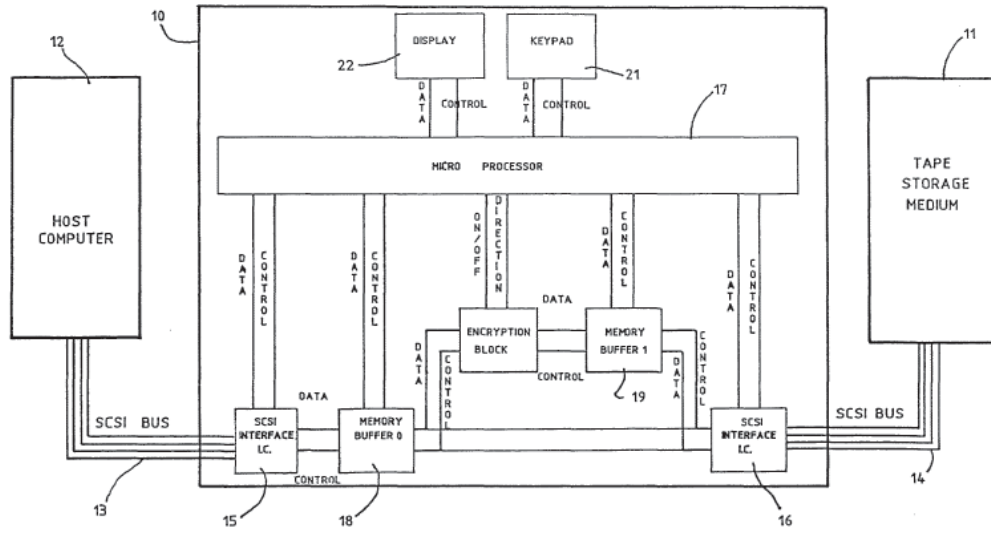 10
12
DISPLAY
22
KEYPAD
21
11
DATA
CONTROL
DATA
CONTROL
17
MICRO PROCESSOR
HOST
COMPUTER
TAPE
STORAGE
MEDIUM
DATA
CONTROL
DATA
CONTROL
ON/OFF
DIRECTION
DATA
CONTROL
DATA
CONTROL
DATA
ENCRYPTION
BLOCK
MEMORY
BUFFER 1
CONTROL
19
DATA
CONTROL
DATA
CONTROL
SCSI BUS
DATA
SCSI
INTERFACE
I.C.
MEMORY
BUFFER 0
SCSI
INTERFACE
I.C.
SCSI BUS
CONTROL
13
15
18
16
14